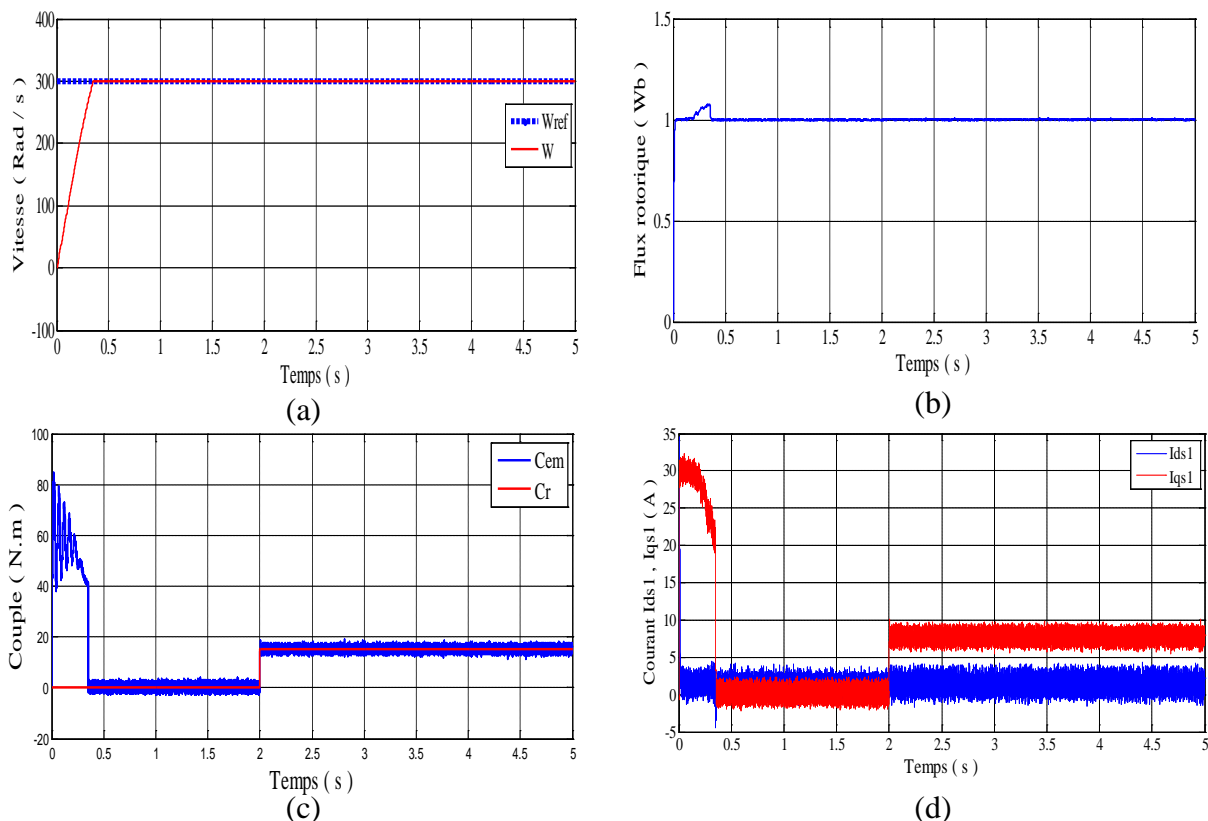 400
300
200
100
0
-100
0 0.5 1 1.5 2 2.5 3 3.5 4 4.5 5
Vitesse ( Rad / s )
Temps ( s )
Wref
W
(a)
1.5
1
0.5
0
0 0.5 1 1.5 2 2.5 3 3.5 4 4.5 5
Flux rotorique ( Wb )
Temps ( s )
(b)
100
80
60
40
20
0
-20
0 0.5 1 1.5 2 2.5 3 3.5 4 4.5 5
Couple ( N.m )
Temps ( s )
Cem
Cr
(c)
35
30
25
20
15
10
5
0
-5
0 0.5 1 1.5 2 2.5 3 3.5 4 4.5 5
Courant Ids1 , Iqs1 ( A )
Temps ( s )
Ids1
Iqs1
(d)